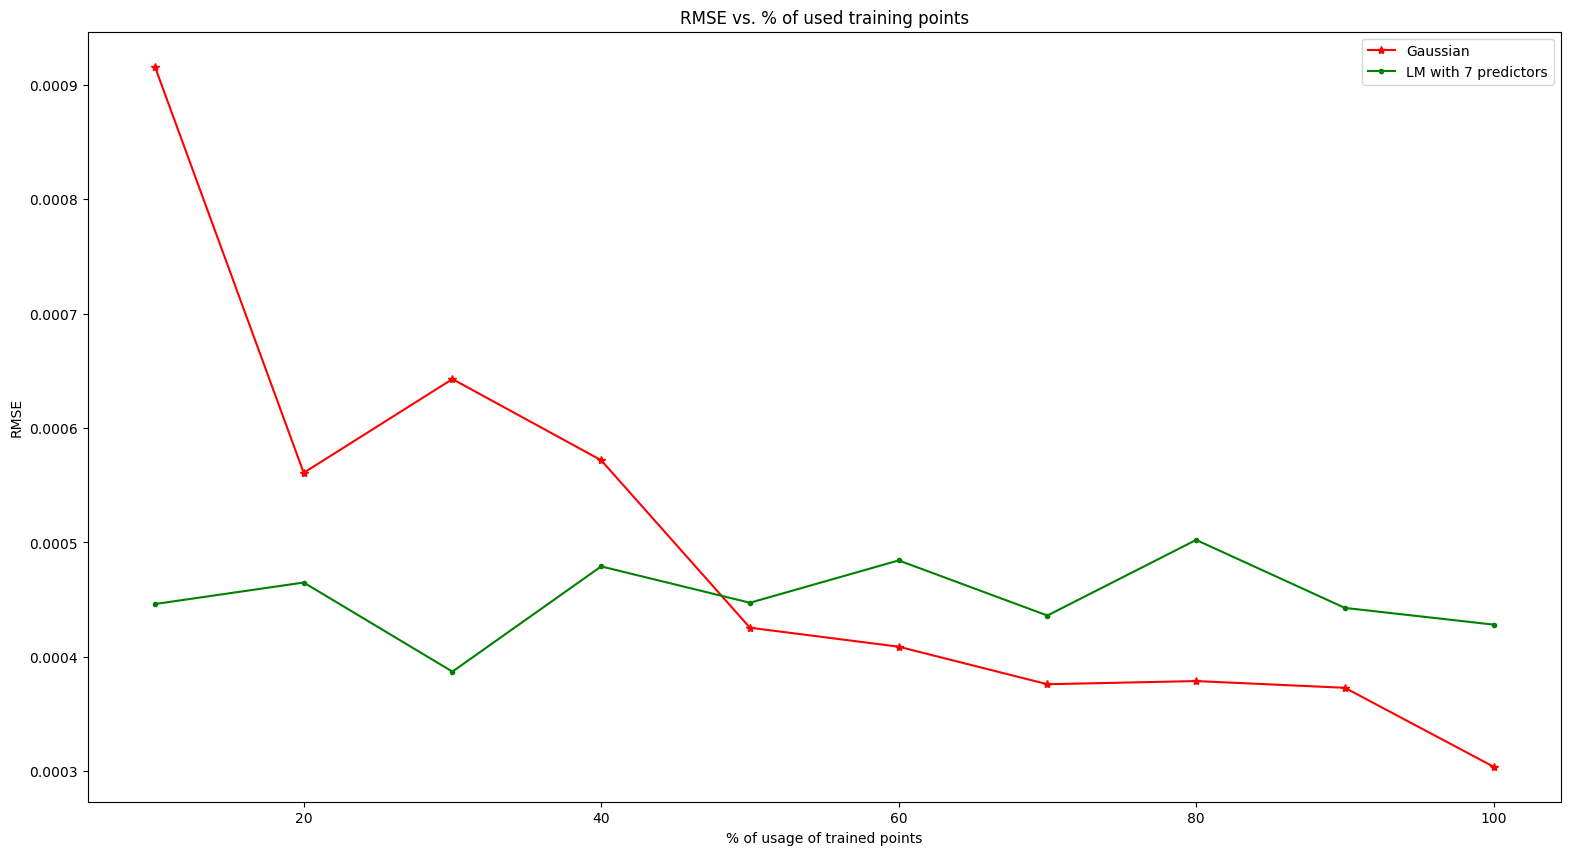 RMSE vs. % of used training points
Gaussian
LM with 7 predictors
0.0009
0.0008
0.0007
0.0006
0.0005
0.0004
0.0003
RMSE
20 40 60 80 100
% of usage of trained points